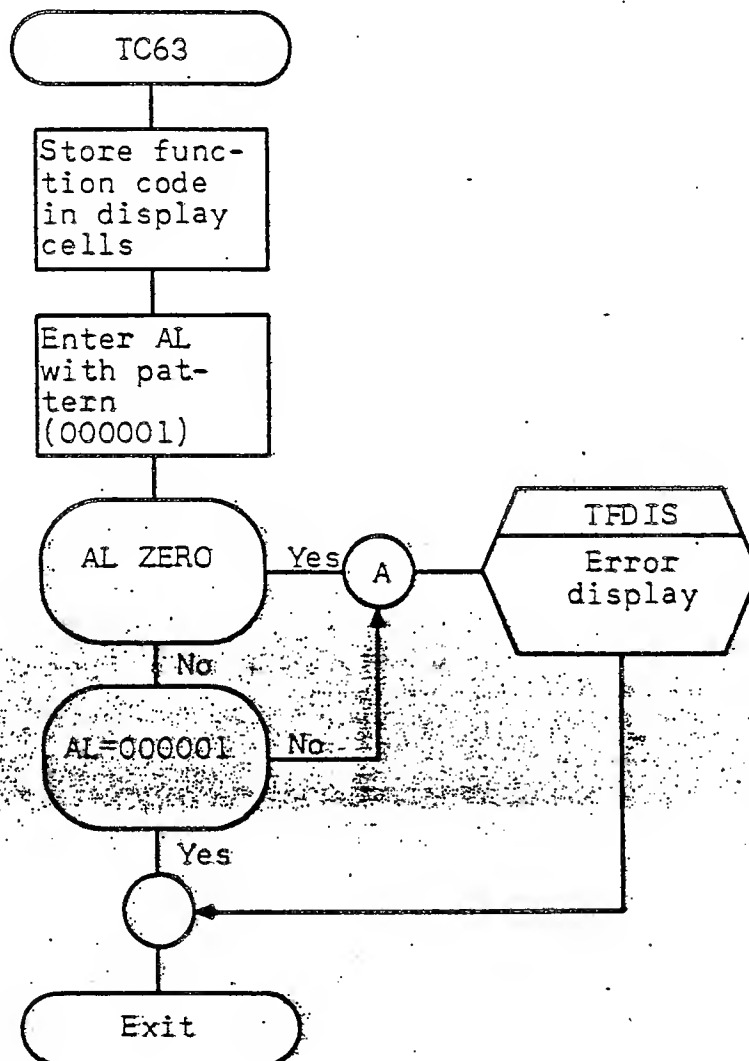 TC63
Store func-
tion code
in display
cells
Enter AL
with pat-
tern
(000001)
AL ZERO
Yes
A
TFDIS
Error
display
No
AL=000001
No
Yes
Exit